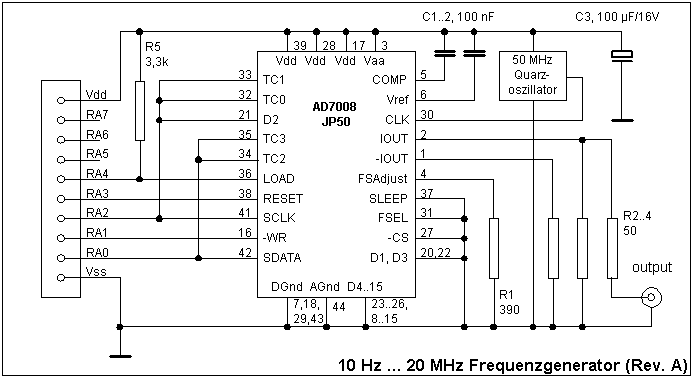 C1..2, 100 nF
C3, 100 µF/16V
R5
3,3k
39 28 17 3
Vdd Vdd Vdd Vaa
50 MHz
Quarz-
oszillator
AD7008
JP50
Vdd
RA7
RA6
RA5
RA4
RA3
RA2
RA1
RA0
Vss
33 TC1
32 TC0
21 D2
35 TC3
34 TC2
36 LOAD
38 RESET
41 SCLK
16 -WR
42 SDATA
COMP 5
Vref 6
CLK 30
IOUT 2
-IOUT 1
FSAdjust 4
SLEEP 37
FSEL 31
-CS 27
D1, D3 20,22
DGnd AGnd D4..15
7,18, 44 23..26,
29,43 8..15
R1
390
R2..4
50
output
10 Hz ... 20 MHz Frequenzgenerator (Rev. A)